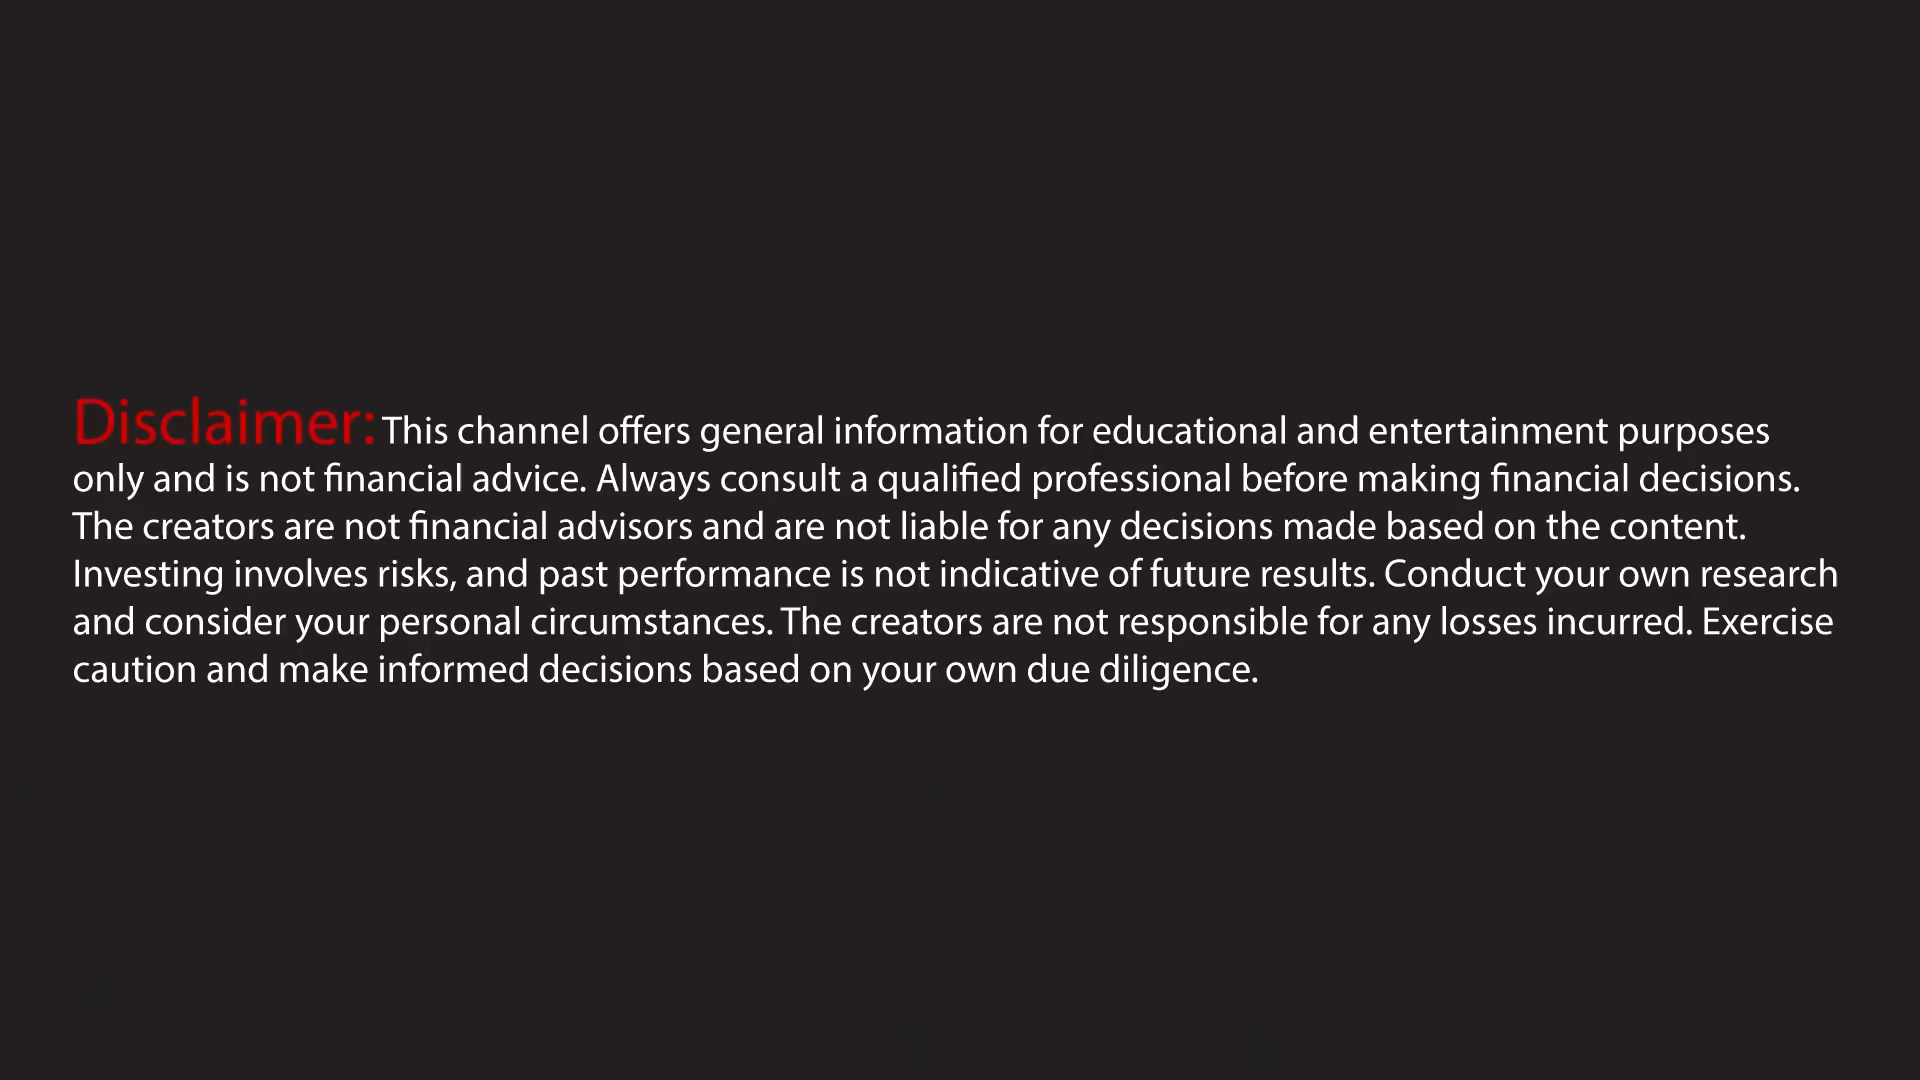 Disclaimer: This channel offers general information for educational and entertainment purposes
only and is not financial advice. Always consult a qualified professional before making financial decisions.
The creators are not financial advisors and are not liable for any decisions made based on the content.
Investing involves risks, and past performance is not indicative of future results. Conduct your own research
and consider your personal circumstances. The creators are not responsible for any losses incurred. Exercise
caution and make informed decisions based on your own due diligence.